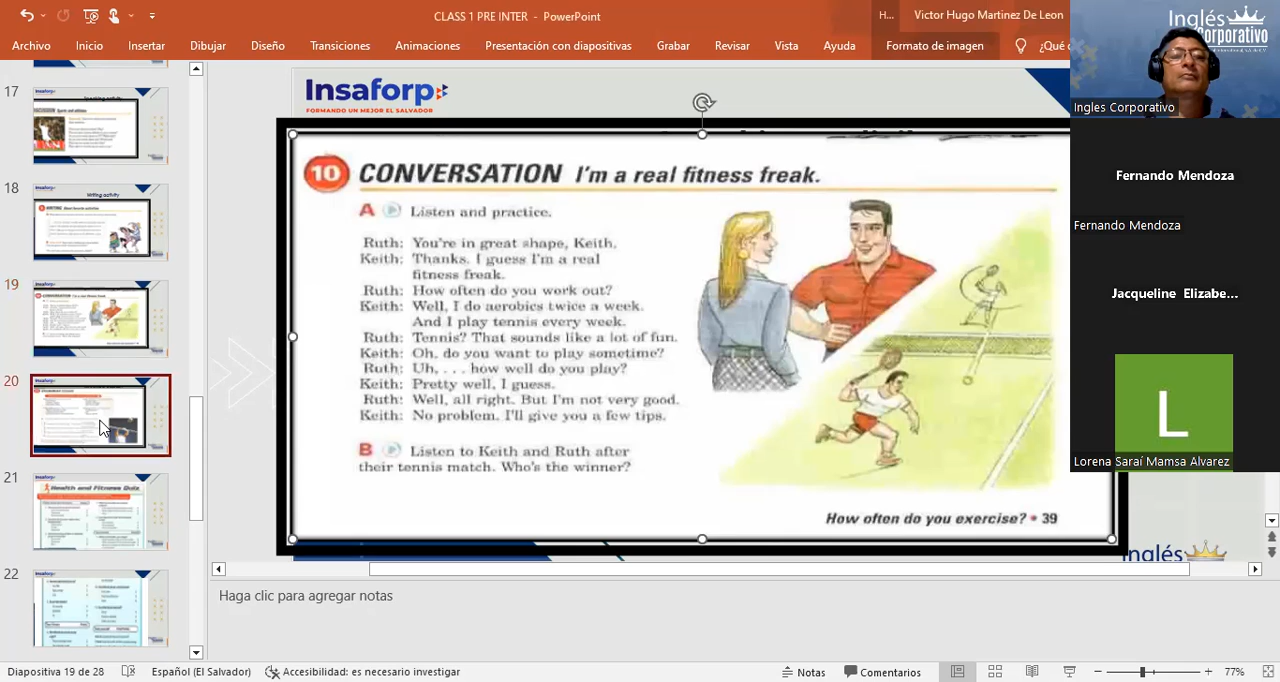 CLASS 1 PRE INTER - PowerPoint
H...
Victor Hugo Martinez De Leon
Archivo Inicio Insertar Dibujar Diseño Transiciones Animaciones Presentación con diapositivas Grabar Revisar Vista Ayuda Formato de imagen ¿Qué
Inglés
Corporativo
Ingles Corporativo
Fernando Mendoza
Fernando Mendoza
Jacqueline Elizabe...
L
Lorena Saraí Mamsa Alvarez
17
18
19
20
21
Health and Fitness Quiz
22
Insaforp
FORMANDO UN MEJOR EL SALVADOR
10 CONVERSATION I'm a real fitness freak.
A Listen and practice.
Ruth: You're in great shape, Keith.
Keith: Thanks. I guess I'm a real
fitness freak.
Ruth: How often do you work out?
Keith: Well, I do aerobics twice a week.
And I play tennis every week.
Ruth: Tennis? That sounds like a lot of fun.
Keith: Oh, do you want to play sometime?
Ruth: Uh, . . . how well do you play?
Keith: Pretty well, I guess.
Ruth: Well, all right. But I'm not very good.
Keith: No problem. I'll give you a few tips.
B Listen to Keith and Ruth after
their tennis match. Who's the winner?
How often do you exercise? • 39
Inglés
Haga clic para agregar notas
Diapositiva 19 de 28 Español (El Salvador) Accesibilidad: es necesario investigar Notas Comentarios 77%